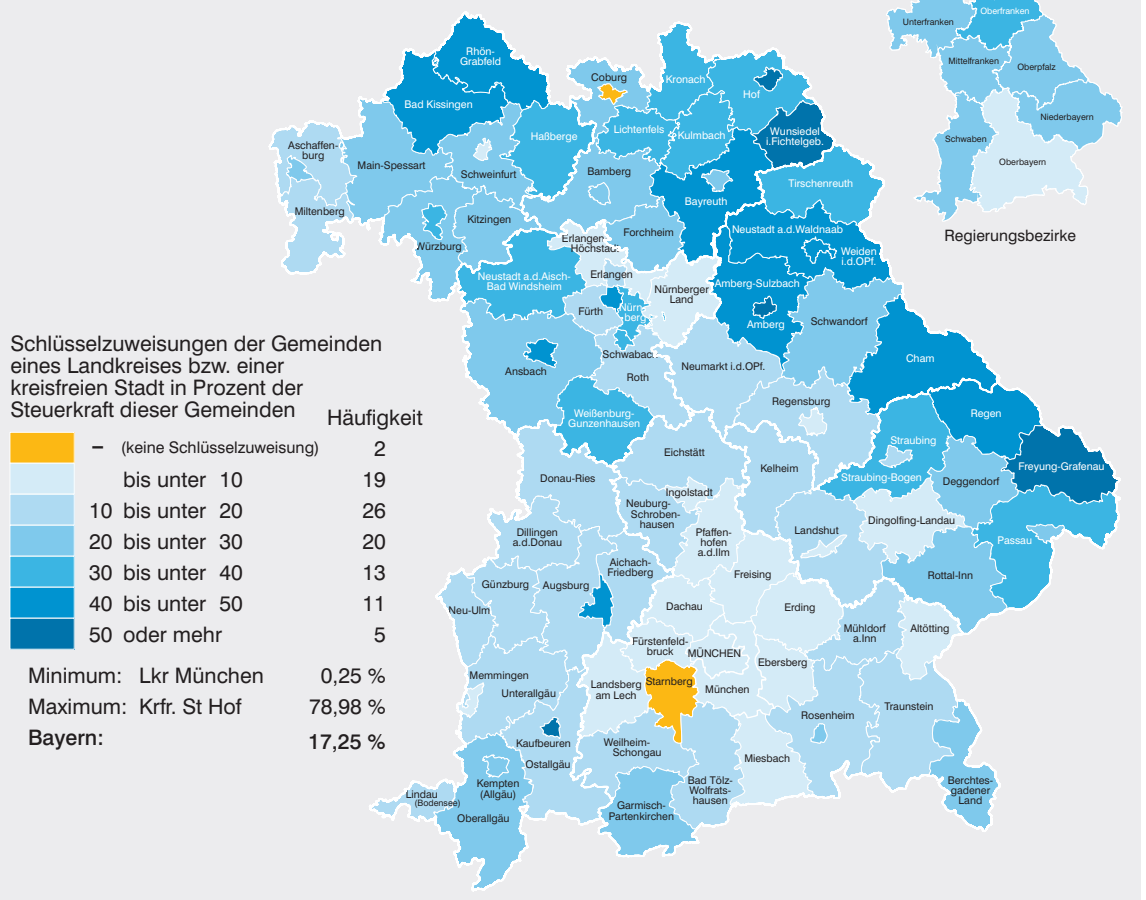 Unterfranken
Oberfranken
Mittelfranken
Oberpfalz
Niederbayern
Schwaben
Oberbayern
Regierungsbezirke
Rhön-
Grabfeld
Bad Kissingen
Coburg
Kronach
Hof
Aschaffen-
burg
Main-Spessart
Schweinfurt
Haßberge
Lichtenfels
Kulmbach
Wunsiedel
i.Fichtelgeb.
Miltenberg
Würzburg
Kitzingen
Bamberg
Bayreuth
Tirschenreuth
Forchheim
Erlangen-
Höchstadt
Neustadt a.d.Waldnaab
Weiden
i.d.OPf.
Neustadt a.d.Aisch-
Bad Windsheim
Erlangen
Nürnberger
Land
Amberg-Sulzbach
Fürth
Nürn-
berg
Amberg
Schwandorf
Ansbach
Schwabach
Roth
Neumarkt i.d.OPf.
Cham
Weißenburg-
Gunzenhausen
Regensburg
Regen
Straubing
Freyung-Grafenau
Eichstätt
Kelheim
Straubing-Bogen
Deggendorf
Donau-Ries
Ingolstadt
Neuburg-
Schroben-
hausen
Dillingen
a.d.Donau
Pfaffen-
hofen
a.d.Ilm
Landshut
Dingolfing-Landau
Passau
Rottal-Inn
Aichach-
Friedberg
Günzburg
Augsburg
Freising
Neu-Ulm
Dachau
Erding
Mühldorf
a.Inn
Altötting
Fürstenfeld-
bruck
MÜNCHEN
Ebersberg
Memmingen
Unterallgäu
Landsberg
am Lech
Starnberg
München
Rosenheim
Traunstein
Kaufbeuren
Ostallgäu
Weilheim-
Schongau
Miesbach
Bad Tölz-
Wolfrats-
hausen
Berchtes-
gadener
Land
Lindau
(Bodensee)
Kempten
(Allgäu)
Oberallgäu
Garmisch-
Partenkirchen
Schlüsselzuweisungen der Gemeinden
eines Landkreises bzw. einer
kreisfreien Stadt in Prozent der
Steuerkraft dieser Gemeinden
Häufigkeit
– (keine Schlüsselzuweisung) 2
bis unter 10 19
10 bis unter 20 26
20 bis unter 30 20
30 bis unter 40 13
40 bis unter 50 11
50 oder mehr 5
Minimum: Lkr München 0,25 %
Maximum: Krfr. St Hof 78,98 %
Bayern: 17,25 %